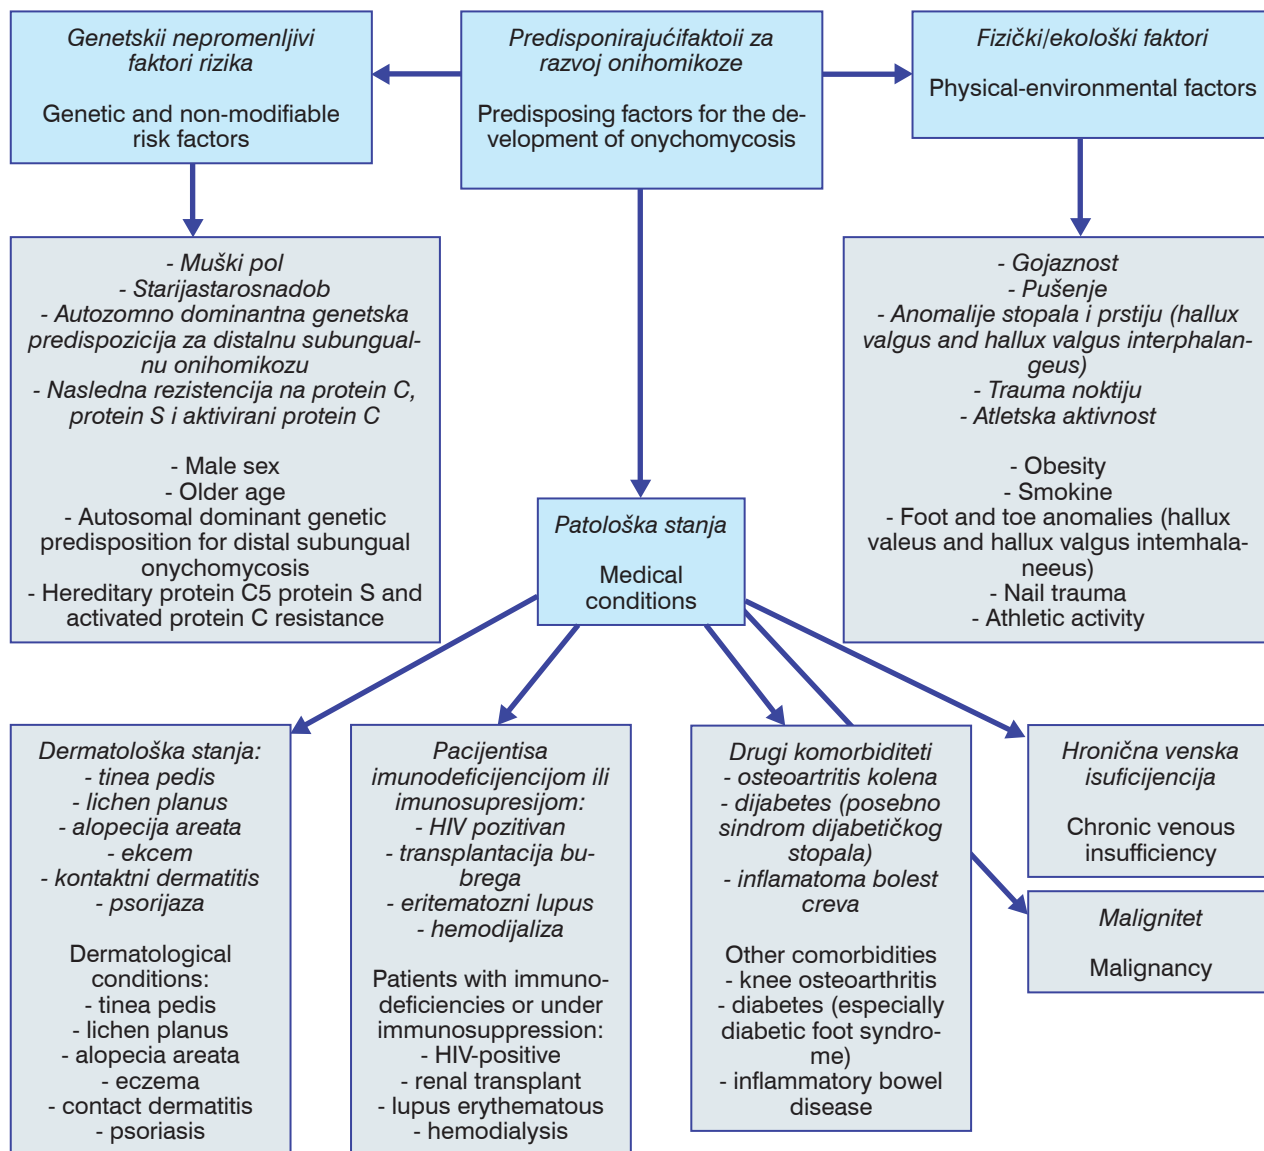 Genetskii nepromenljivi
faktori rizika
Genetic and non-modifiable
risk factors
Predisponirajućifaktoii za
razvoj onihomikoze
Predisposing factors for the de-
velopment of onychomycosis
Fizički/ekološki faktori
Physical-environmental factors
- Muški pol
- Starijastarosnadob
- Autozomno dominantna genetska
predispozicija za distalnu subungual-
nu onihomikozu
- Nasledna rezistencija na protein C,
protein S i aktivirani protein C
- Male sex
- Older age
- Autosomal dominant genetic
predisposition for distal subungual
onychomycosis
- Hereditary protein C5 protein S and
activated protein C resistance
- Gojaznost
- Pušenje
- Anomalije stopala i prstiju (hallux
valgus and hallux valgus interphalan-
geus)
- Trauma noktiju
- Atletska aktivnost
- Obesity
- Smokine
- Foot and toe anomalies (hallux
valeus and hallux valgus intemhala-
neeus)
- Nail trauma
- Athletic activity
Patološka stanja
Medical
conditions
Dermatološka stanja:
- tinea pedis
- lichen planus
- alopecija areata
- ekcem
- kontaktni dermatitis
- psorijaza
Dermatological
conditions:
- tinea pedis
- lichen planus
- alopecia areata
- eczema
- contact dermatitis
- psoriasis
Pacijentisa
imunodeficijencijom ili
imunosupresijom:
- HIV pozitivan
- transplantacija bu-
brega
- eritematozni lupus
- hemodijaliza
Patients with immuno-
deficiencies or under
immunosuppression:
- HIV-positive
- renal transplant
- lupus erythematous
- hemodialysis
Drugi komorbiditeti
- osteoartritis kolena
- dijabetes (posebno
sindrom dijabetičkog
stopala)
- inflamatoma bolest
creva
Other comorbidities
- knee osteoarthritis
- diabetes (especially
diabetic foot syndro-
me)
- inflammatory bowel
disease
Hronična venska
isuficijencija
Chronic venous
insufficiency
Malignitet
Malignancy